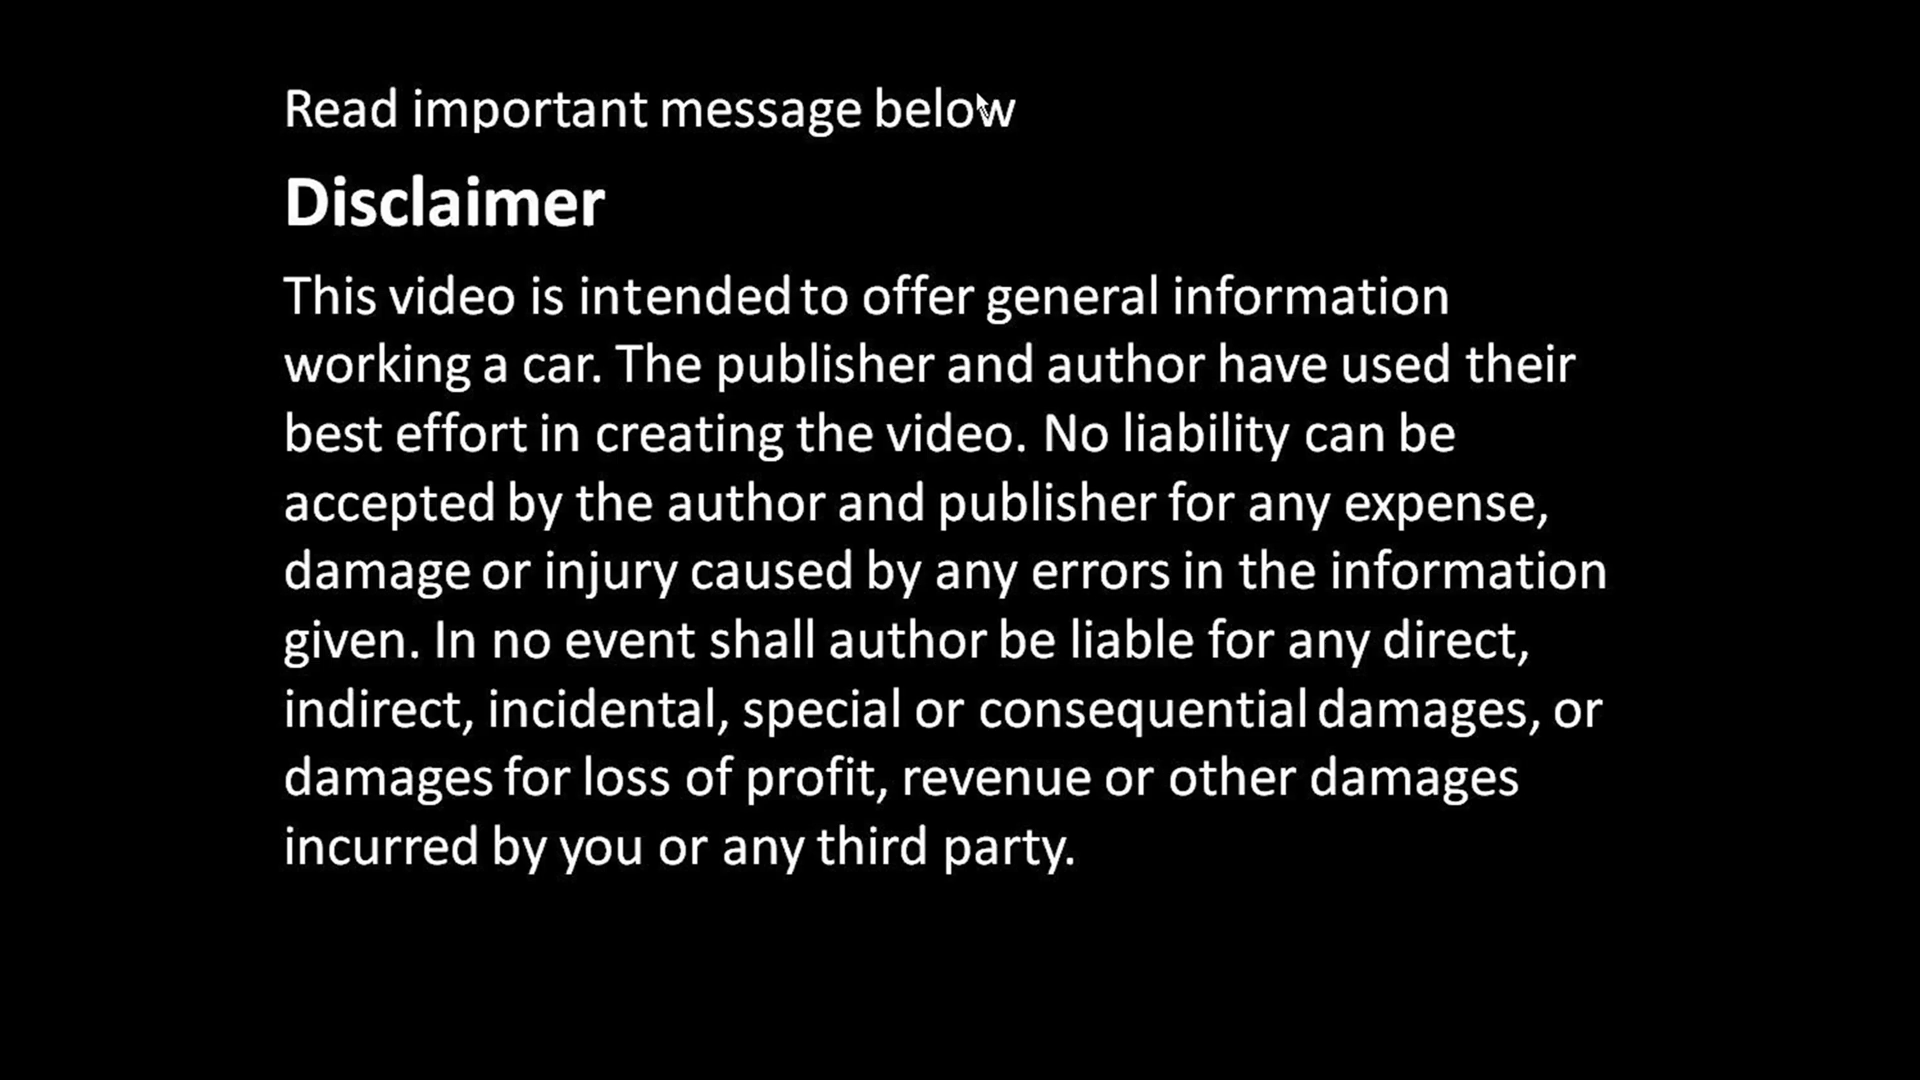 Read important message below
Disclaimer
This video is intended to offer general information
working a car. The publisher and author have used their
best effort in creating the video. No liability can be
accepted by the author and publisher for any expense,
damage or injury caused by any errors in the information
given. In no event shall author be liable for any direct,
indirect, incidental, special or consequential damages, or
damages for loss of profit, revenue or other damages
incurred by you or any third party.